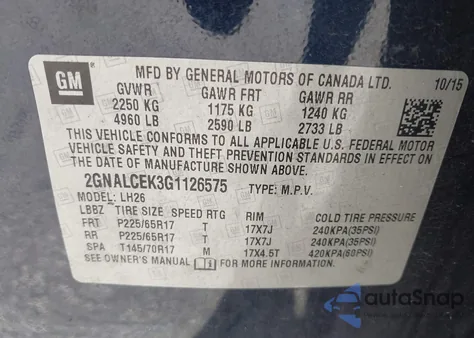 GM
MFD BY GENERAL MOTORS OF CANADA LTD. 10/15
GVWR GAWR FRT GAWR RR
2250 KG 1175 KG 1240 KG
4960 LB 2590 LB 2733 LB
THIS VEHICLE CONFORMS TO ALL APPLICABLE U.S. FEDERAL MOTOR
VEHICLE SAFETY AND THEFT PREVENTION STANDARDS IN EFFECT ON THE
DATE OF MANUFACTURE SHOWN ABOVE.
2GNALCEK3G1126575 TYPE: M.P.V.
MODEL: LH26
LBBZ TIRE SIZE SPEED RTG RIM COLD TIRE PRESSURE
FRT P225/65R17 T 17X7J 240KPA(35PSI)
RR P225/65R17 T 17X7J 240KPA(35PSI)
SPA T145/70R17 M 17X4.5T 420KPA(60PSI)
SEE OWNER'S MANUAL FOR MORE INFORMATION.
autoSnap